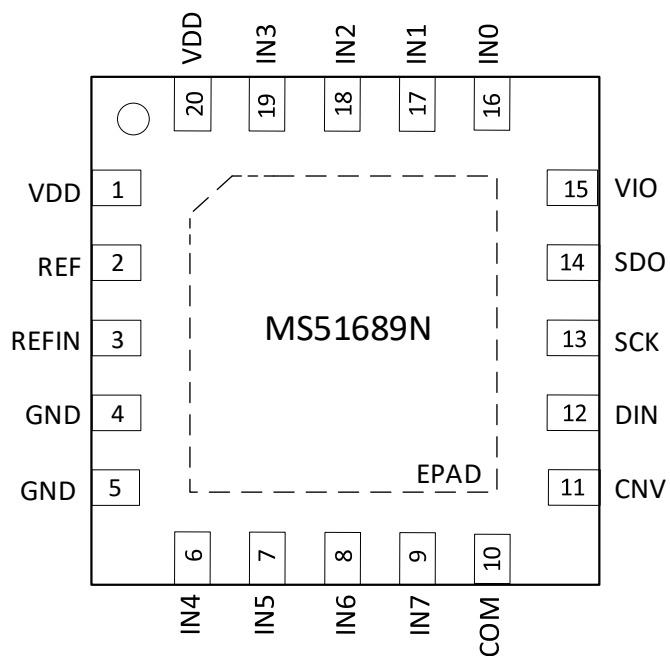 VDD IN3 IN2 IN1 IN0
20 19 18 17 16
VDD 1 15 VIO
REF 2 14 SDO
MS51689N
REFIN 3 13 SCK
GND 4 12 DIN
EPAD
GND 5 11 CNV
6 7 8 9 10
IN4 IN5 IN6 IN7 COM